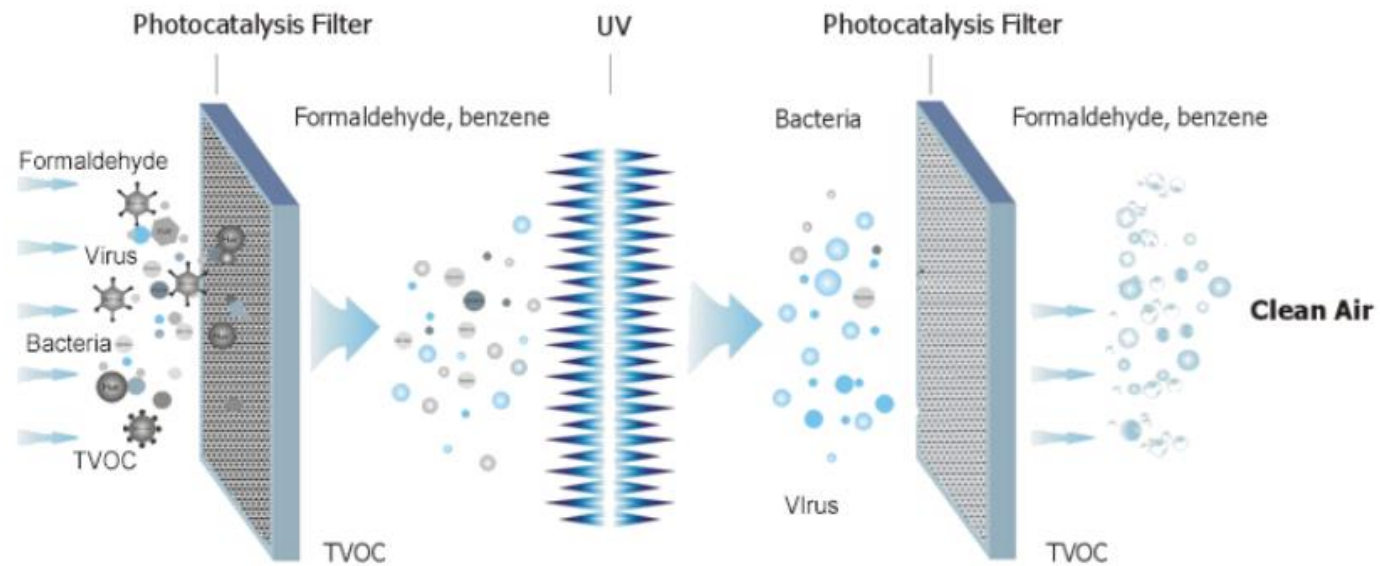 Photocatalysis Filter
UV
Photocatalysis Filter
Formaldehyde, benzene
Bacteria
Formaldehyde, benzene
Formaldehyde
Virus
Bacteria
TVOC
Clean Air
VIrus
TVOC
TVOC